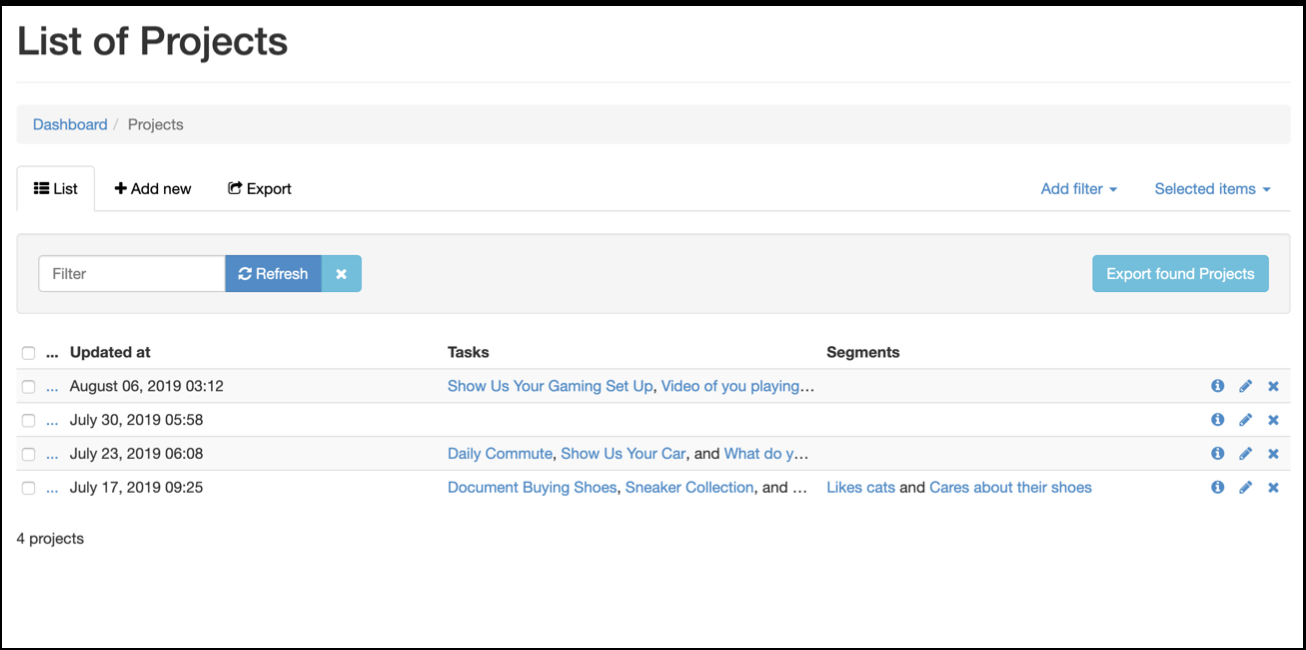 List of Projects
Dashboard / Projects
List Add new Export Add filter Selected items
Filter Refresh Export found Projects
... Updated at Tasks Segments
... August 06, 2019 03:12 Show Us Your Gaming Set Up, Video of you playing...
... July 30, 2019 05:58
... July 23, 2019 06:08 Daily Commute, Show Us Your Car, and What do y...
... July 17, 2019 09:25 Document Buying Shoes, Sneaker Collection, and ... Likes cats and Cares about their shoes
4 projects